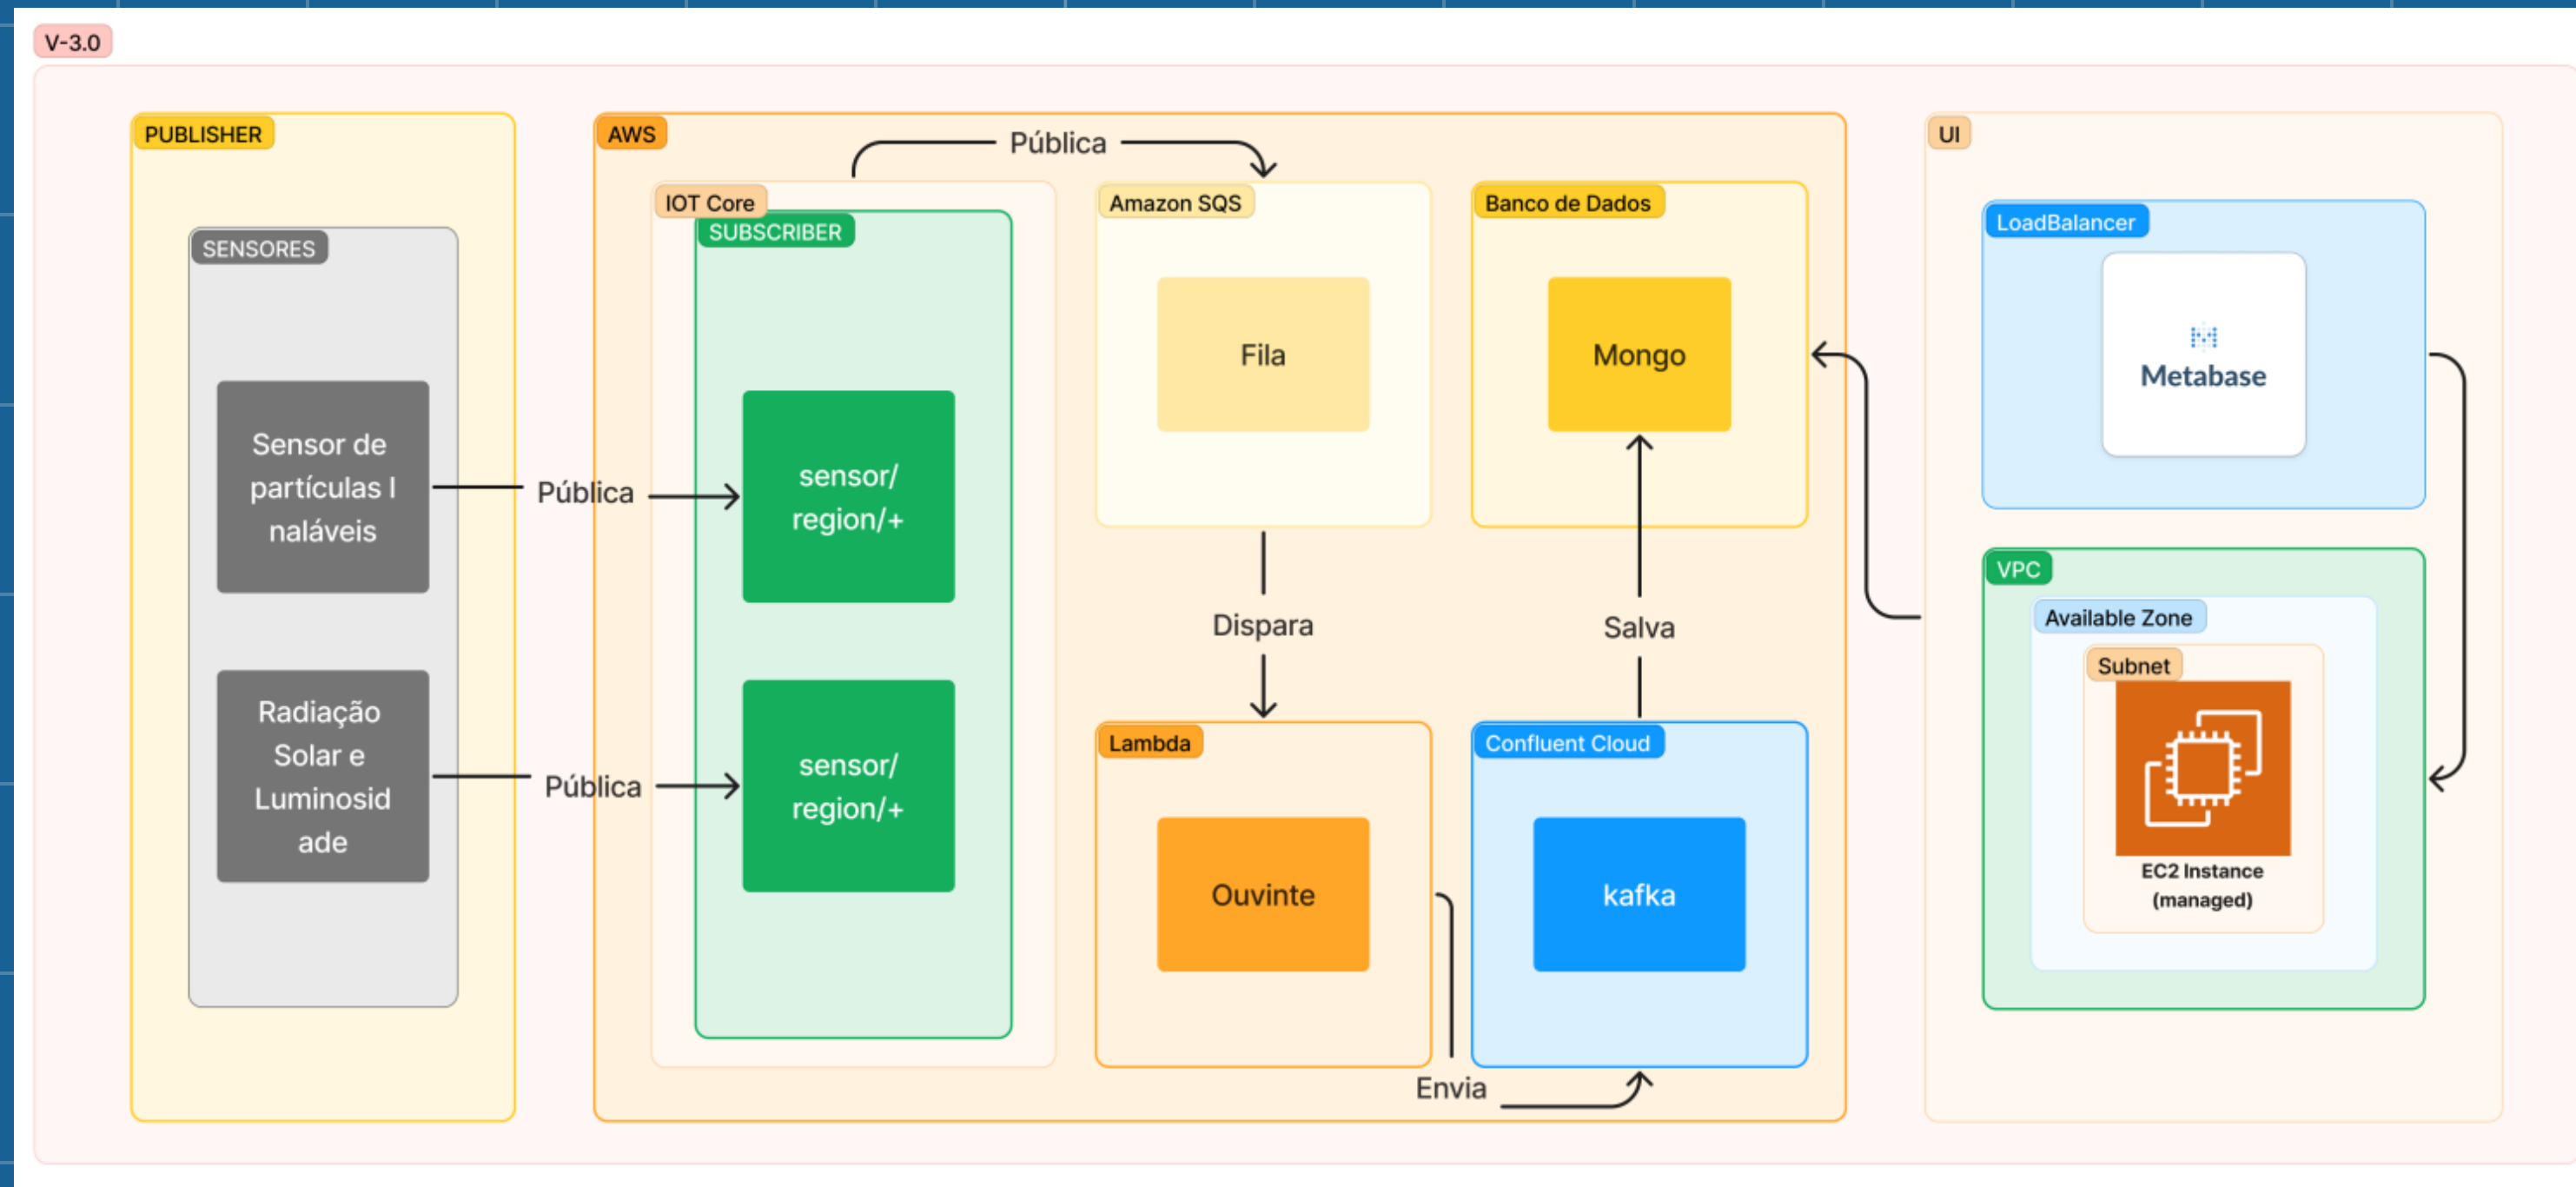 V-3.0
PUBLISHER
SENSORES
Sensor de
partículas I
naláveis
Radiação
Solar e
Luminosid
ade
Pública
Pública
AWS
Pública
IOT Core
SUBSCRIBER
sensor/
region/+
sensor/
region/+
Amazon SQS
Fila
Dispara
Lambda
Ouvinte
Envia
Banco de Dados
Mongo
Salva
Confluent Cloud
kafka
UI
LoadBalancer
Metabase
VPC
Available Zone
Subnet
EC2 Instance
(managed)